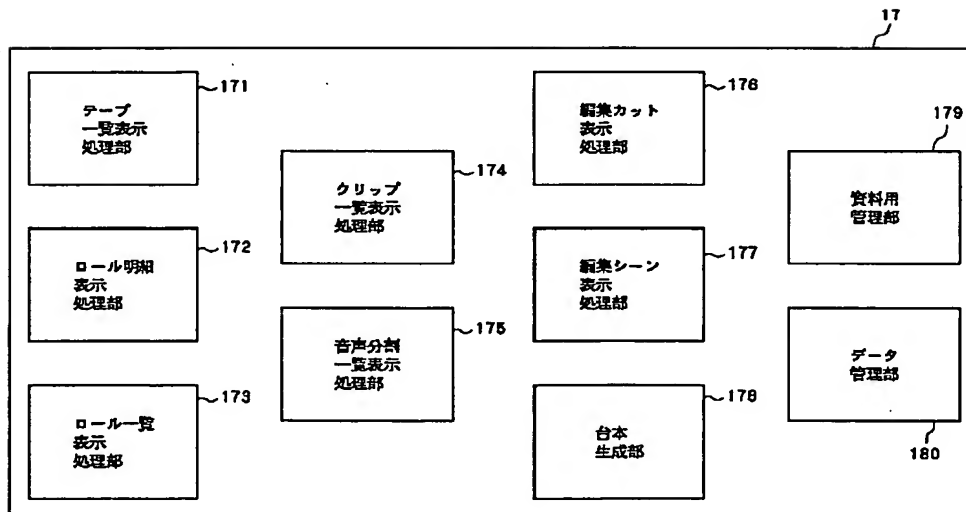 17
171
テープ
一覧表示
処理部
172
ロール明細
表示
処理部
173
ロール一覧
表示
処理部
174
クリップ
一覧表示
処理部
175
音声分割
一覧表示
処理部
176
編集カット
表示
処理部
177
編集シーン
表示
処理部
178
台本
生成部
179
資料用
管理部
データ
管理部
180